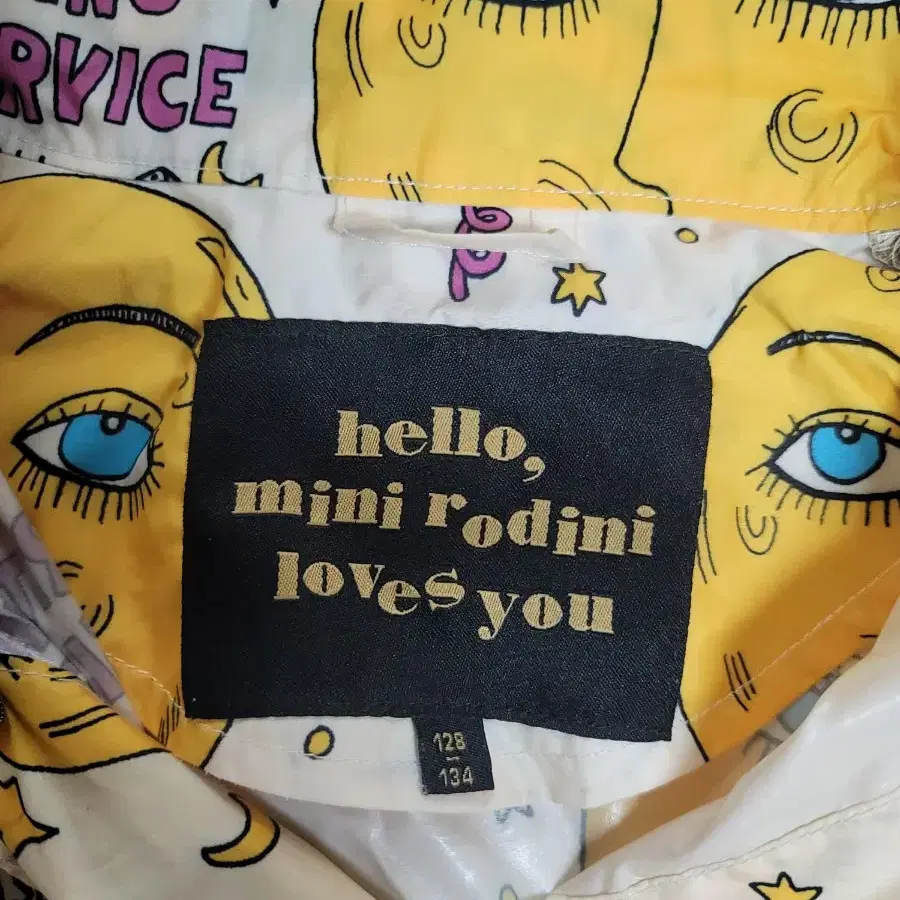 RVICE
hello,
mini rodini
loves you
128
-
134